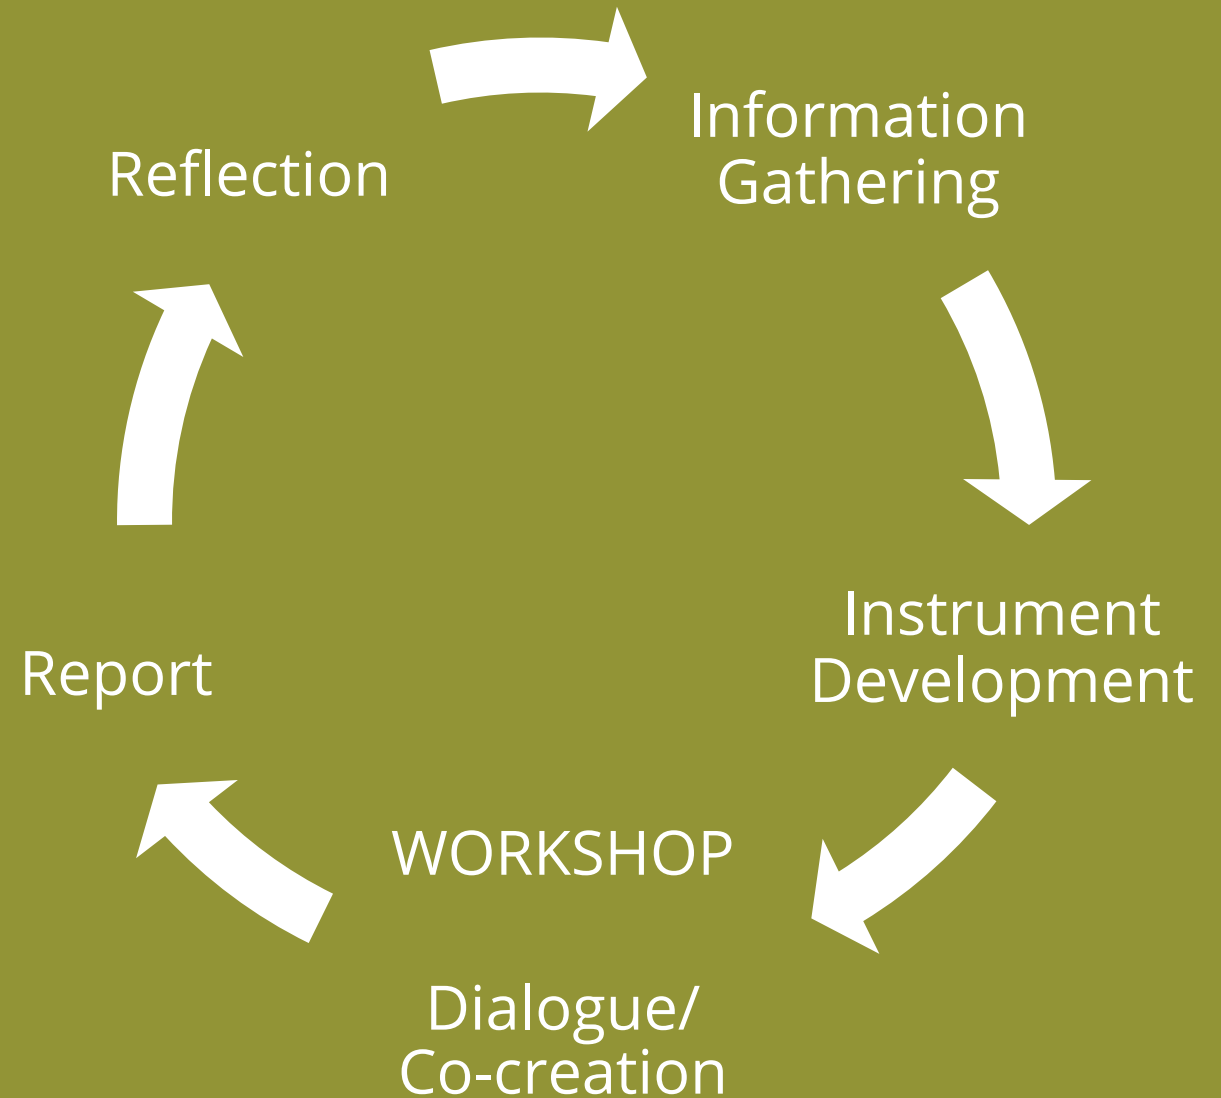 Reflection
Information
Gathering
Instrument
Development
WORKSHOP
Dialogue/
Co-creation
Report